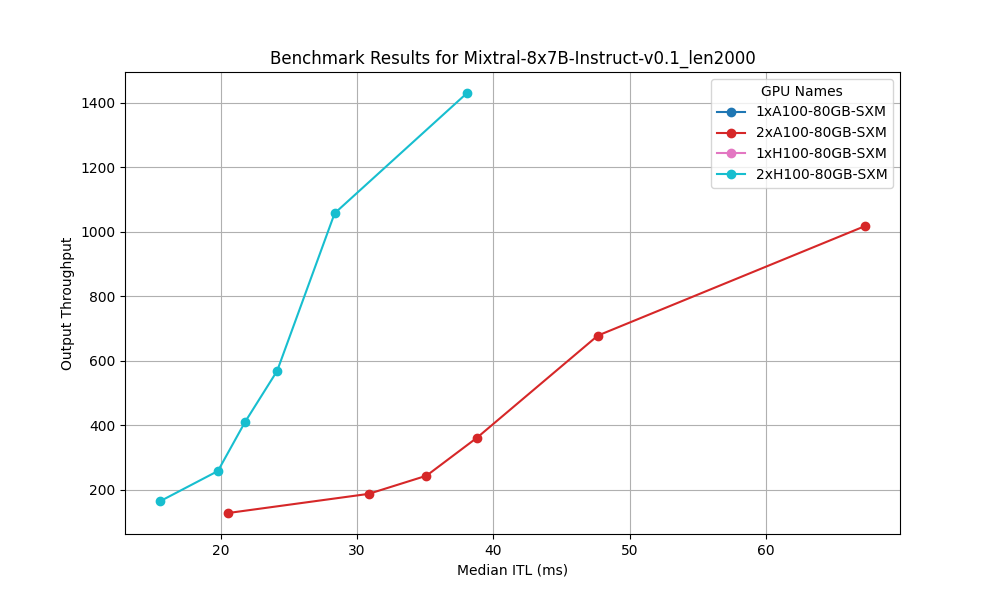 Benchmark Results for Mixtral-8x7B-Instruct-v0.1_len2000
GPU Names
1xA100-80GB-SXM
2xA100-80GB-SXM
1xH100-80GB-SXM
2xH100-80GB-SXM
Output Throughput
1400
1200
1000
800
600
400
200
20 30 40 50 60
Median ITL (ms)